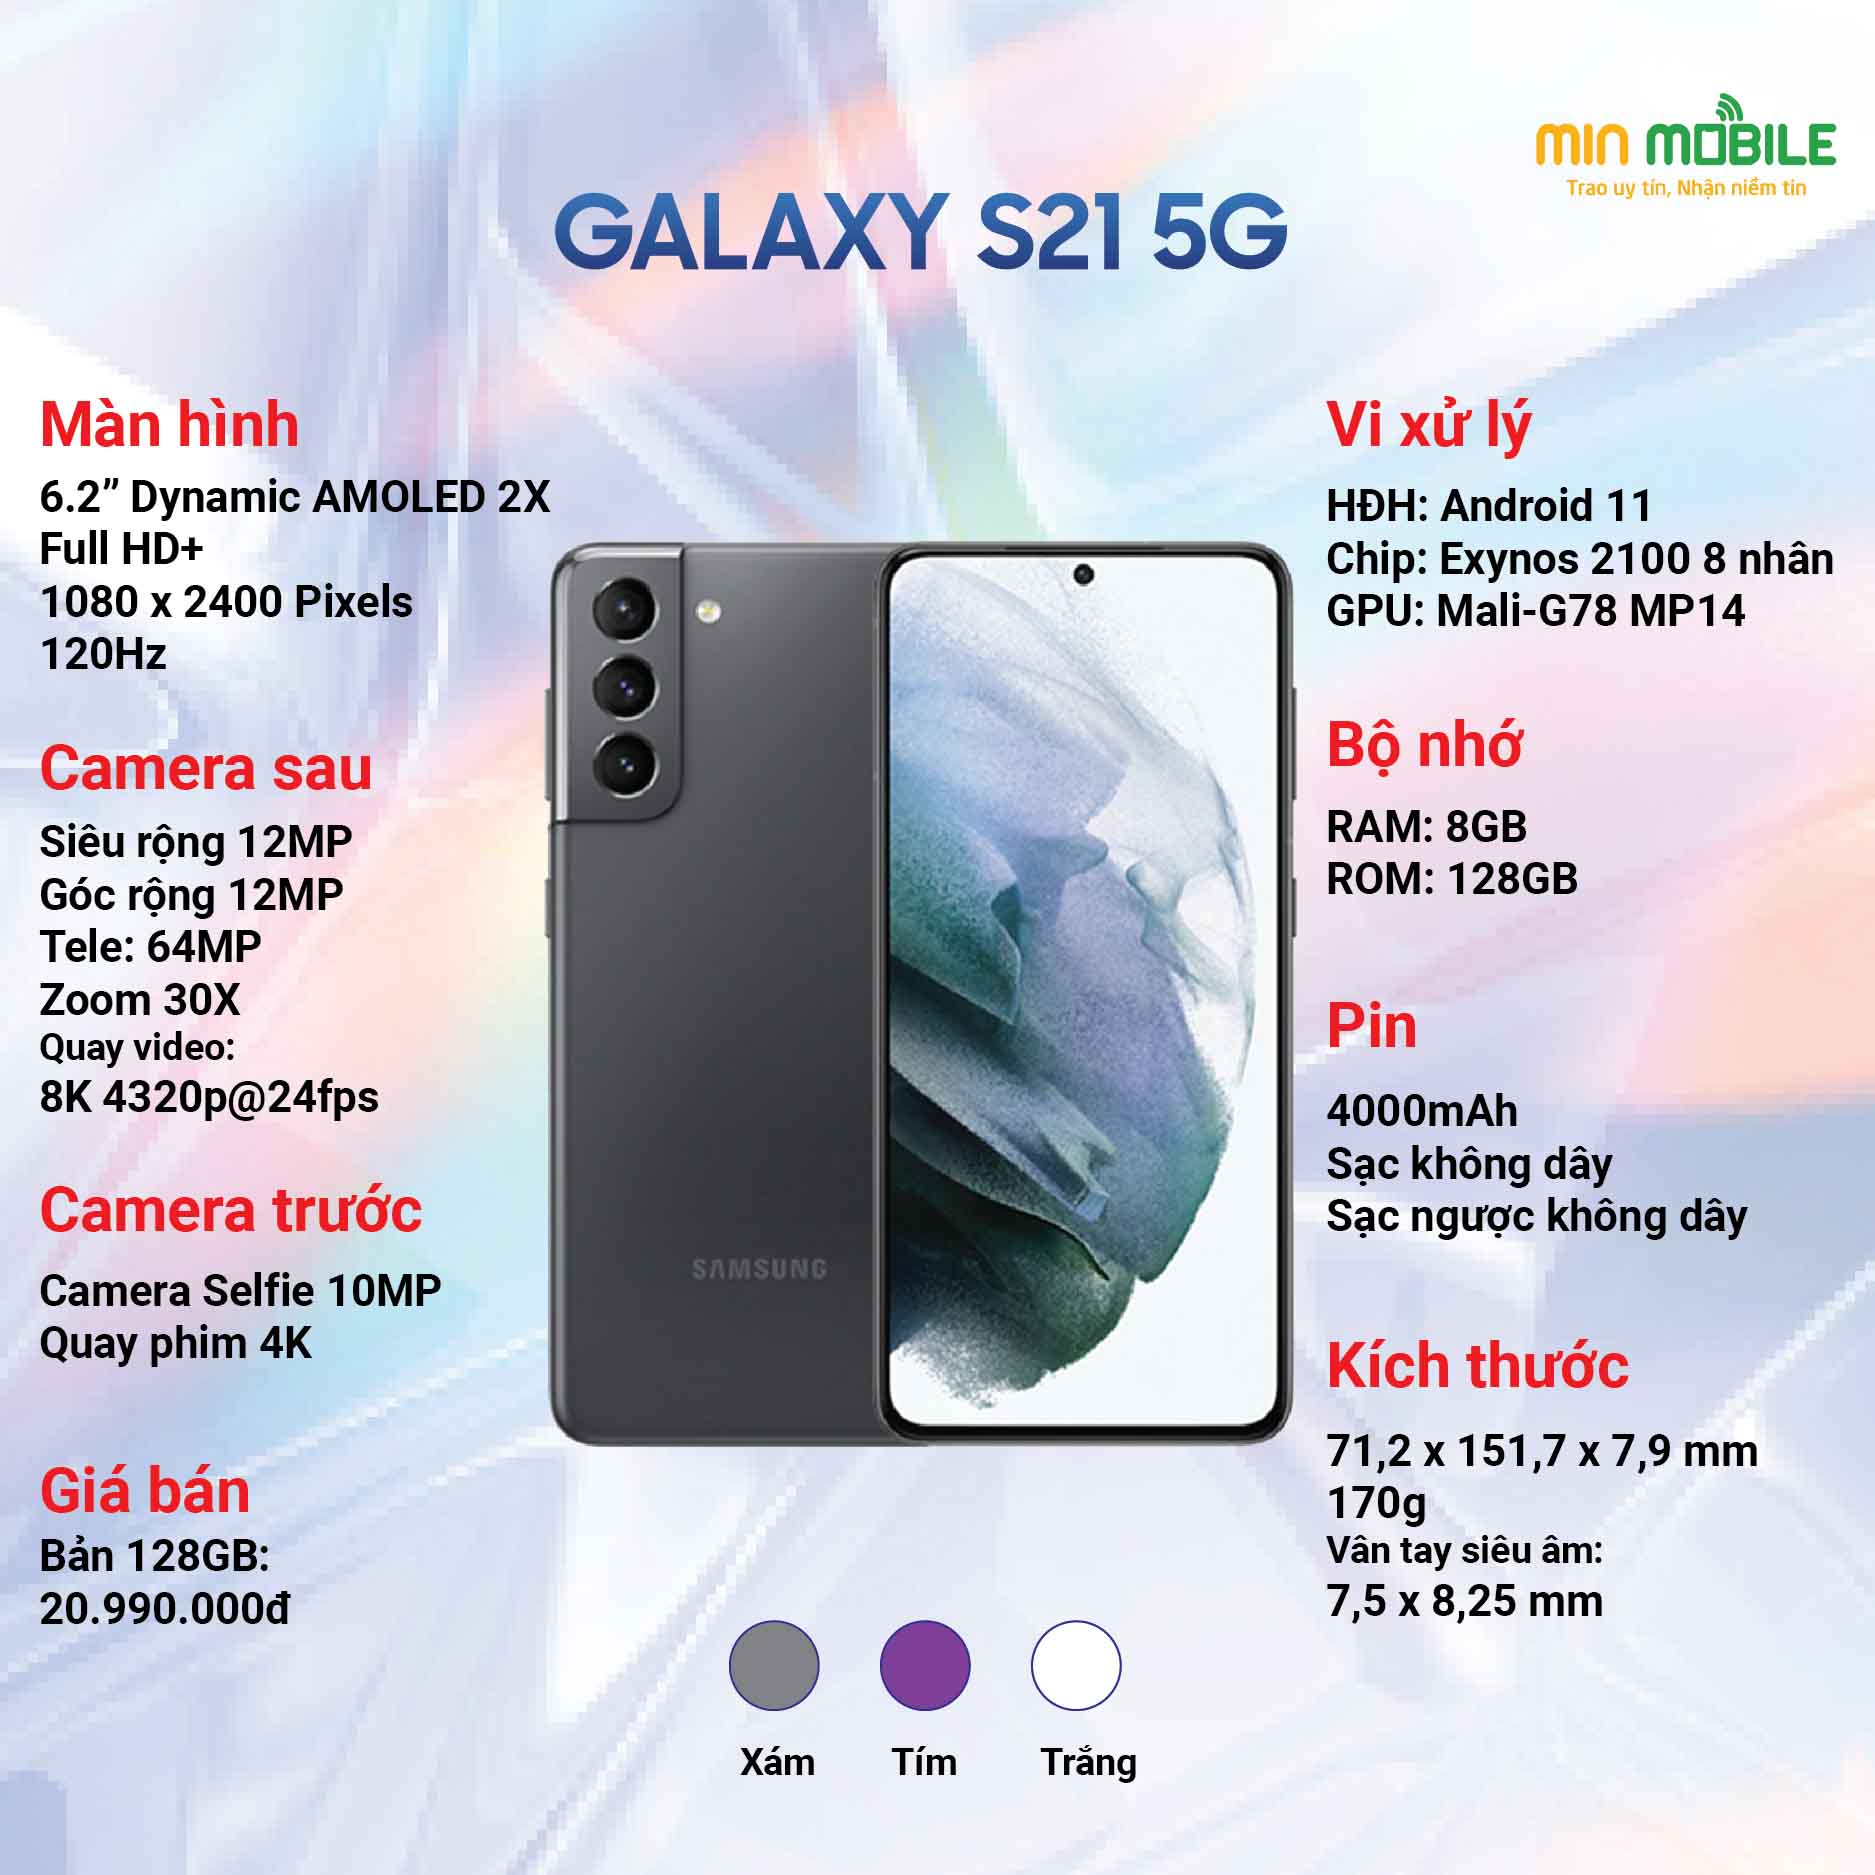 MIN MOBILE
Trao uy tín, Nhận niềm tin
GALAXY S21 5G
Màn hình
6.2” Dynamic AMOLED 2X
Full HD+
1080 x 2400 Pixels
120Hz
Camera sau
Siêu rộng 12MP
Góc rộng 12MP
Tele: 64MP
Zoom 30X
Quay video:
8K 4320p@24fps
Camera trước
Camera Selfie 10MP
Quay phim 4K
Giá bán
Bản 128GB:
20.990.000đ
SAMSUNG
Vi xử lý
HĐH: Android 11
Chip: Exynos 2100 8 nhân
GPU: Mali-G78 MP14
Bộ nhớ
RAM: 8GB
ROM: 128GB
Pin
4000mAh
Sạc không dây
Sạc ngược không dây
Kích thước
71,2 x 151,7 x 7,9 mm
170g
Vân tay siêu âm:
7,5 x 8,25 mm
Xám Tím Trắng